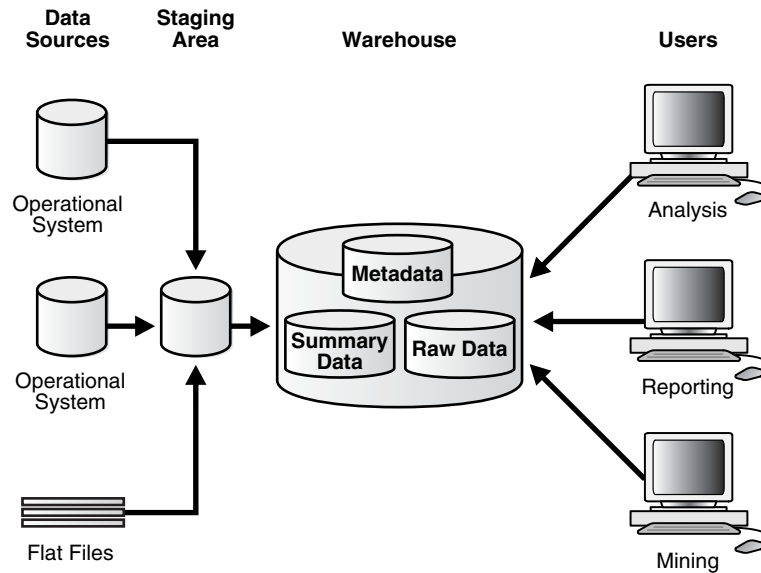 Data
Sources
Staging
Area
Warehouse
Users
Operational
System
Operational
System
Flat Files
Metadata
Summary
Data
Raw Data
Analysis
Reporting
Mining